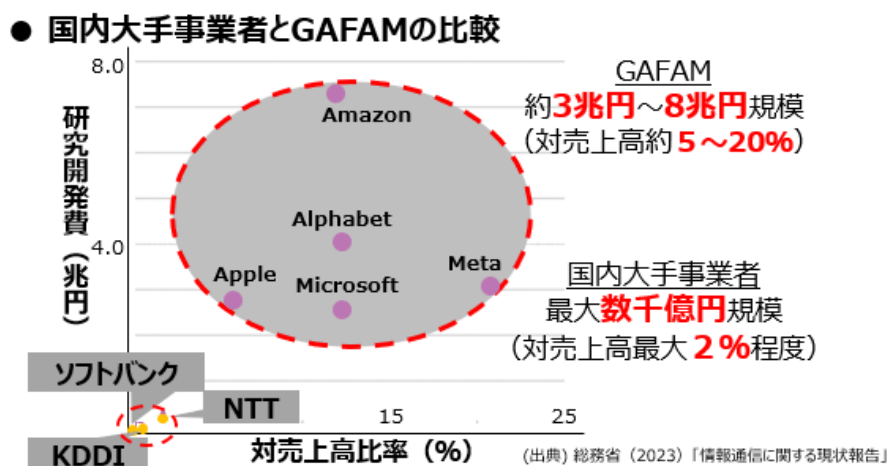 ● 国内大手事業者とGAFAMの比較
研究開発費（兆円）
8.0
4.0
Amazon
Alphabet
Apple
Microsoft
Meta
GAFAM
約3兆円～8兆円規模
（対売上高約５～20%）
国内大手事業者
最大数千億円規模
（対売上高最大２%程度）
ソフトバンク
NTT
KDDI
15
25
対売上高比率（%）
(出典) 総務省（2023）「情報通信に関する現状報告」